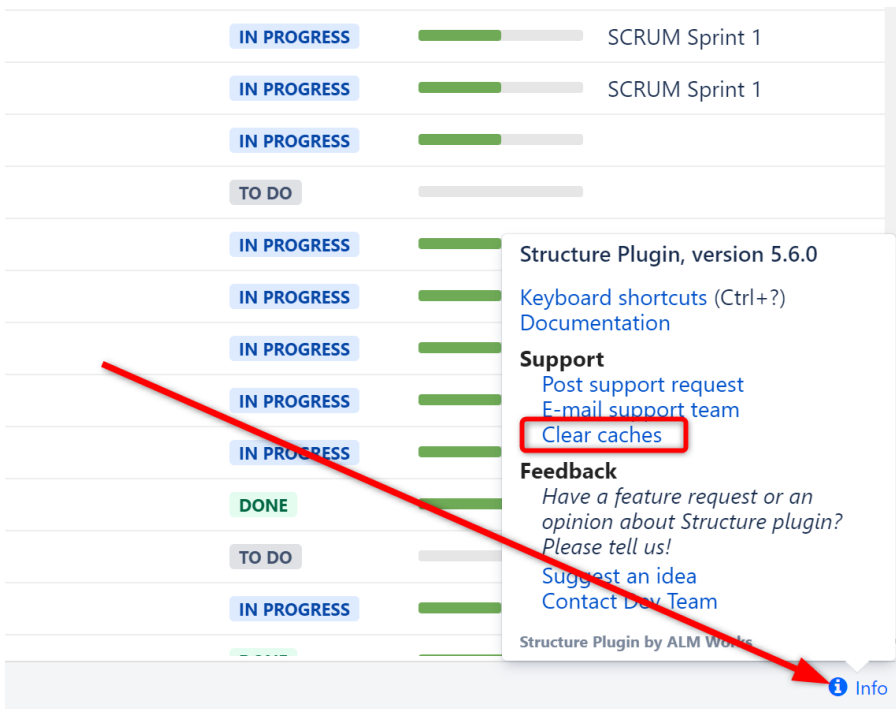 IN PROGRESS SCRUM Sprint 1
IN PROGRESS SCRUM Sprint 1
IN PROGRESS
TO DO
IN PROGRESS
IN PROGRESS
IN PROGRESS
IN PROGRESS
IN PROGRESS
DONE
TO DO
IN PROGRESS
Structure Plugin, version 5.6.0
Keyboard shortcuts (Ctrl+?)
Documentation
Support
Post support request
E-mail support team
Clear caches
Feedback
Have a feature request or an
opinion about Structure plugin?
Please tell us!
Suggest an idea
Contact Dev Team
Structure Plugin by ALM Works
Info